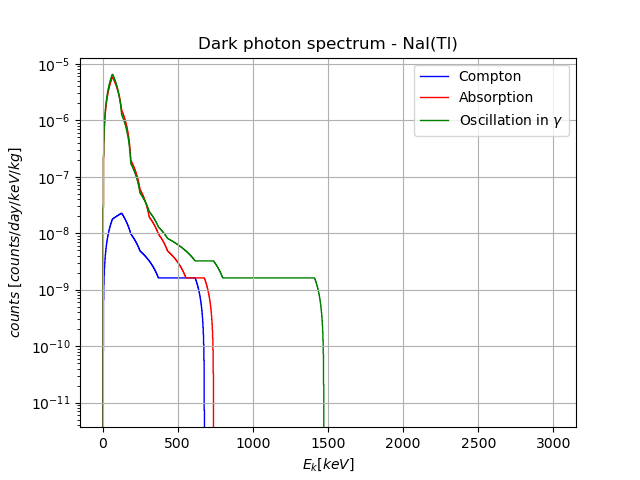 Dark photon spectrum - NaI(Tl)
Compton
Absorption
Oscillation in γ
counts [counts/day/keV/kg]
10⁻⁵
10⁻⁶
10⁻⁷
10⁻⁸
10⁻⁹
10⁻¹⁰
10⁻¹¹
0 500 1000 1500 2000 2500 3000
E_k[keV]